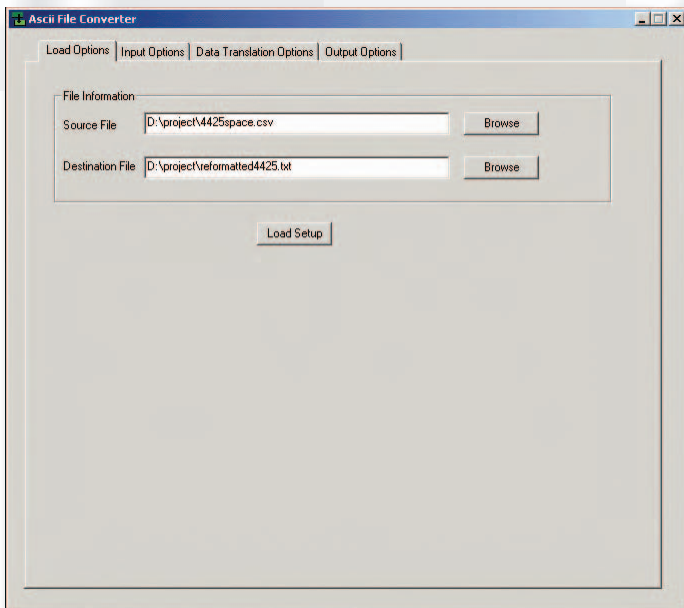 Ascii File Converter
Load Options Input Options Data Translation Options Output Options
File Information
Source File D:\project\4425space.csv Browse
Destination File D:\project\reformatted4425.txt Browse
Load Setup